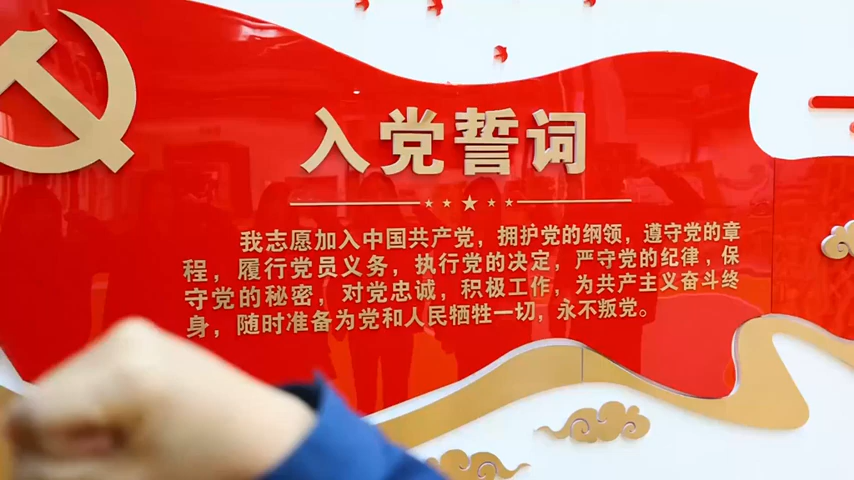 入党誓词
我志愿加入中国共产党，拥护党的纲领，遵守党的章
程，履行党员义务，执行党的决定，严守党的纪律，保
守党的秘密，对党忠诚，积极工作，为共产主义奋斗终
身，随时准备为党和人民牺牲一切，永不叛党。